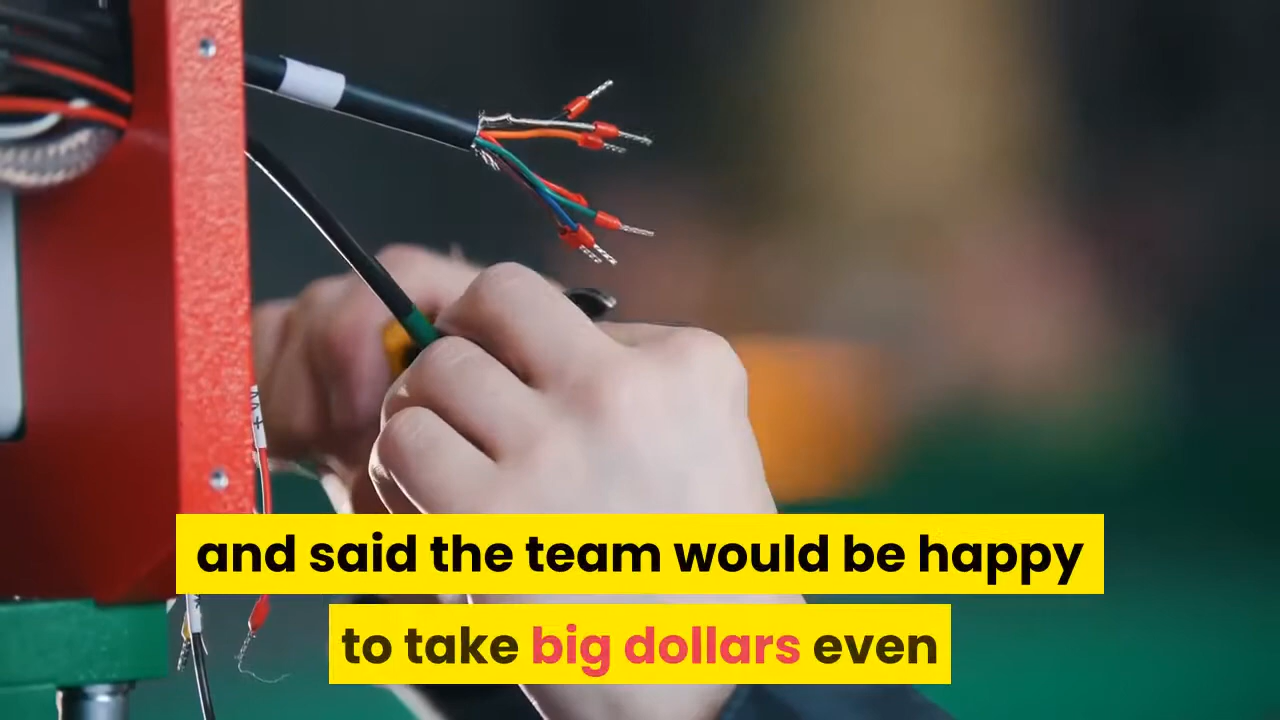 and said the team would be happy
to take big dollars even